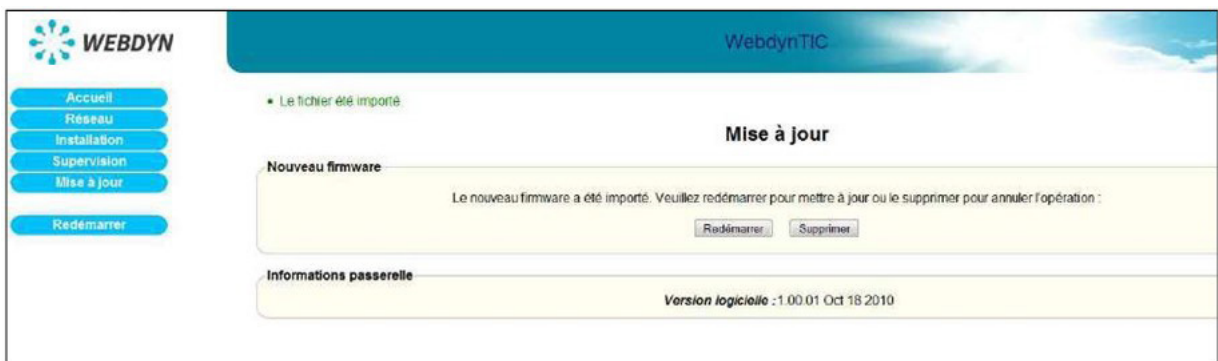 WEBDYN
WebdynTIC
Accueil
Réseau
Installation
Supervision
Mise à jour
Redémarrer
Le fichier été importé
Mise à jour
Nouveau firmware
Le nouveau firmware a été importé. Veuillez redémarrer pour mettre à jour ou le supprimer pour annuler l'opération :
Redémarrer Supprimer
Informations passerelle
Version logicielle : 1.00.01 Oct 18 2010